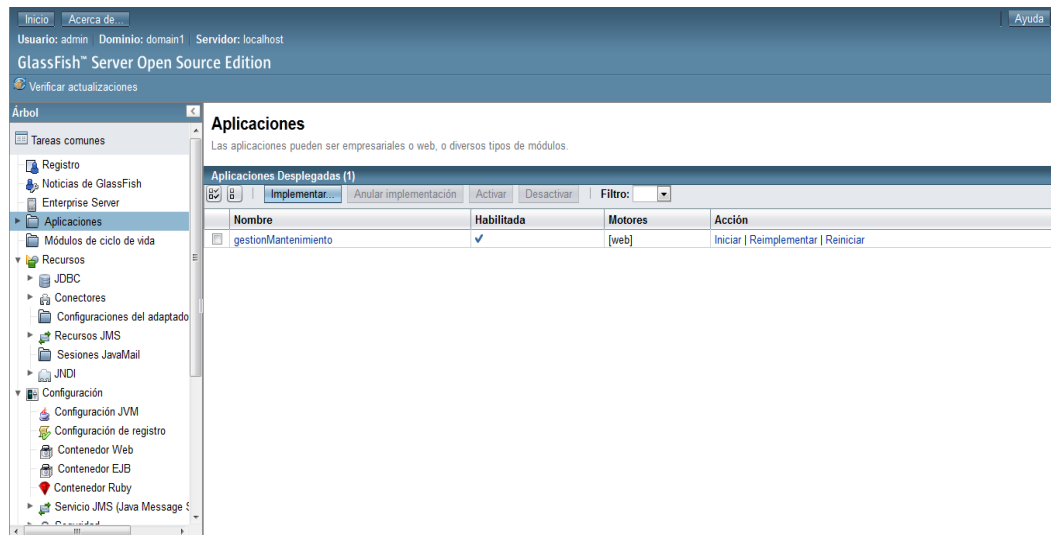 Inicio Acerca de... Ayuda
Usuario: admin Dominio: domain1 Servidor: localhost
GlassFish™ Server Open Source Edition
Verificar actualizaciones
Árbol
Tareas comunes
Registro
Noticias de GlassFish
Enterprise Server
Aplicaciones
Módulos de ciclo de vida
Recursos
JDBC
Conectores
Configuraciones del adaptado
Recursos JMS
Sesiones JavaMail
JNDI
Configuración
Configuración JVM
Configuración de registro
Contenedor Web
Contenedor EJB
Contenedor Ruby
Servicio JMS (Java Message S
Aplicaciones
Las aplicaciones pueden ser empresariales o web, o diversos tipos de módulos.
Aplicaciones Desplegadas (1)
Implementar... Anular implementación Activar Desactivar Filtro:
Nombre Habilitada Motores Acción
gestionMantenimiento [web] Iniciar | Reimplementar | Reiniciar